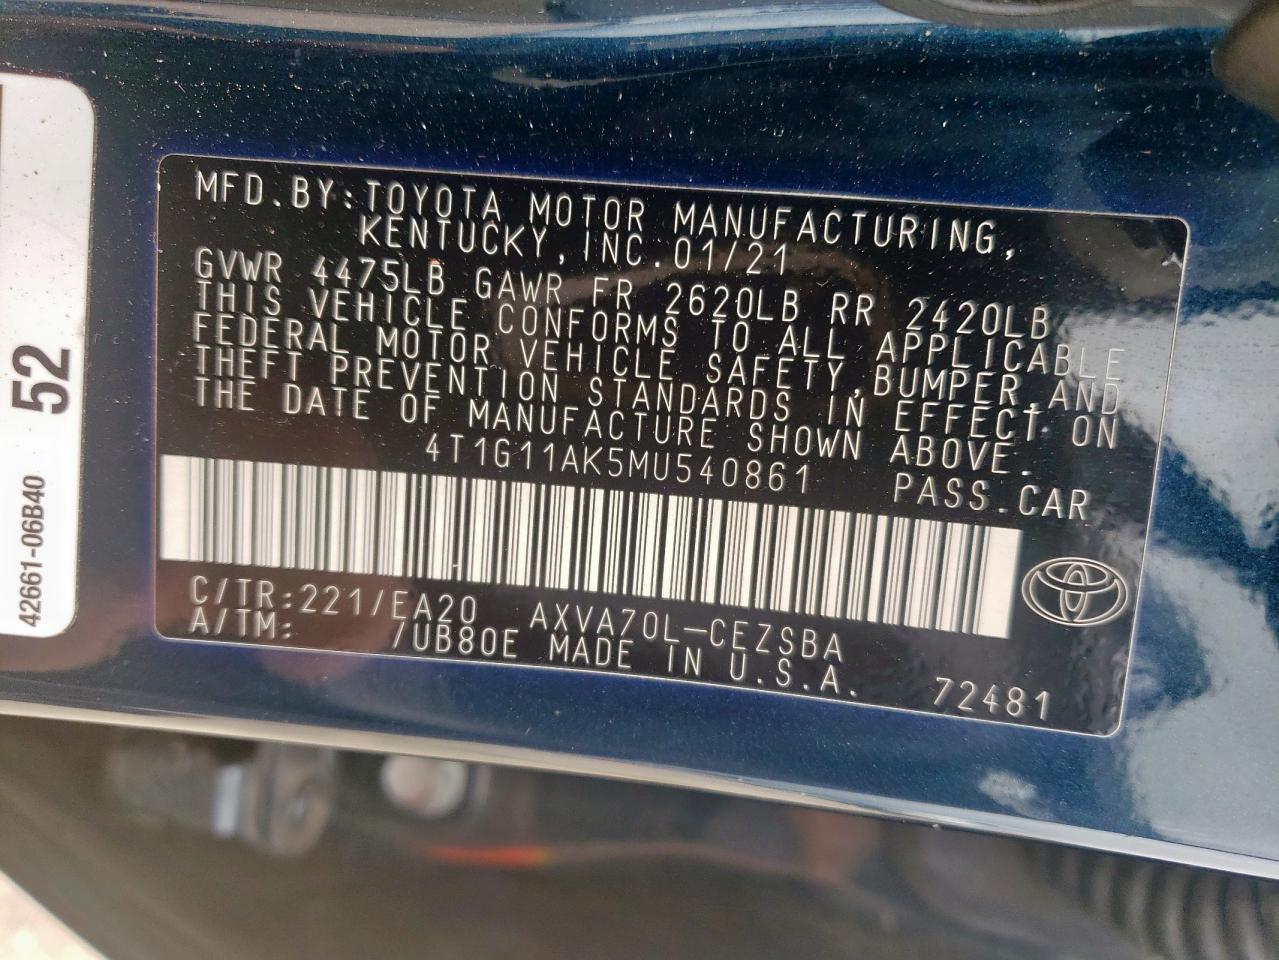 MFD.BY:TOYOTA MOTOR MANUFACTURING,
KENTUCKY,INC.01/21
GVWR 4475LB GAWR FR 2620LB RR 2420LB
THIS VEHICLE CONFORMS TO ALL APPLICABLE
FEDERAL MOTOR VEHICLE SAFETY,BUMPER,AND
THEFT PREVENTION STANDARDS IN EFFECT ON
THE DATE OF MANUFACTURE SHOWN ABOVE.
4T1G11AK5MU540861 PASS.CAR
C/TR:221/EA20 AXVA70L-CEZSBA
A/TM: /UB80E MADE IN U.S.A.
72481
52
42661-06B40